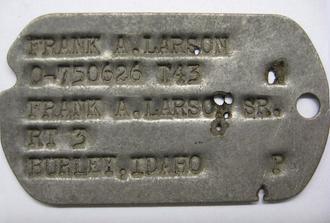 FRANK A.LARSON
O-750626 T43 A
FRANK A.LARSON SR.
RT 3
BURLEY,IDAHO P